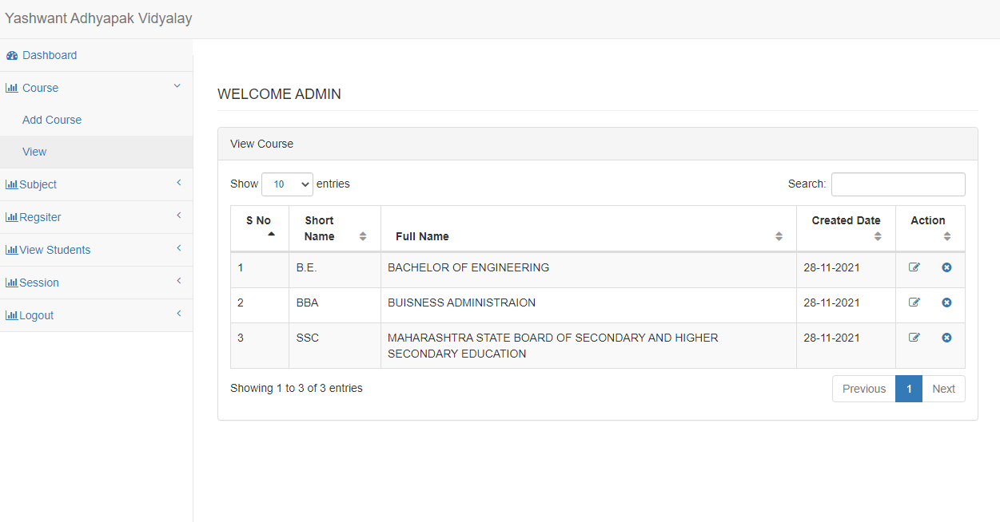 Yashwant Adhyapak Vidyalay
Dashboard
Course
Add Course
View
Subject
Regsiter
View Students
Session
Logout
WELCOME ADMIN
View Course
Show 10 entries
Search:
S No Short Name Full Name Created Date Action
1 B.E. BACHELOR OF ENGINEERING 28-11-2021
2 BBA BUISNESS ADMINISTRAION 28-11-2021
3 SSC MAHARASHTRA STATE BOARD OF SECONDARY AND HIGHER 28-11-2021
SECONDARY EDUCATION
Showing 1 to 3 of 3 entries
Previous 1 Next